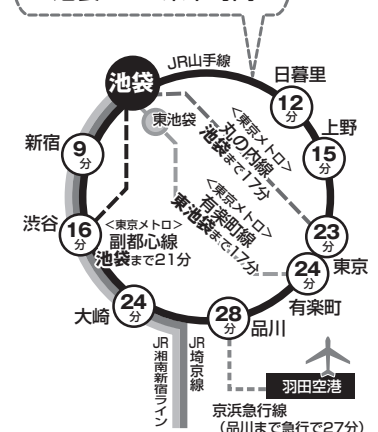 JR山手線
池袋
日暮里
12
分
東池袋
上野
15
分
新宿
9
分
<東京メトロ>
丸の内線
池袋まで17分
<東京メトロ>
有楽町線
東池袋まで17分
渋谷
16
分
<東京メトロ>
副都心線
池袋まで21分
23
分
東京
24
分
有楽町
大崎
24
分
28
分
品川
JR湘南新宿ライン
JR埼京線
羽田空港
京浜急行線
(品川まで急行で27分)